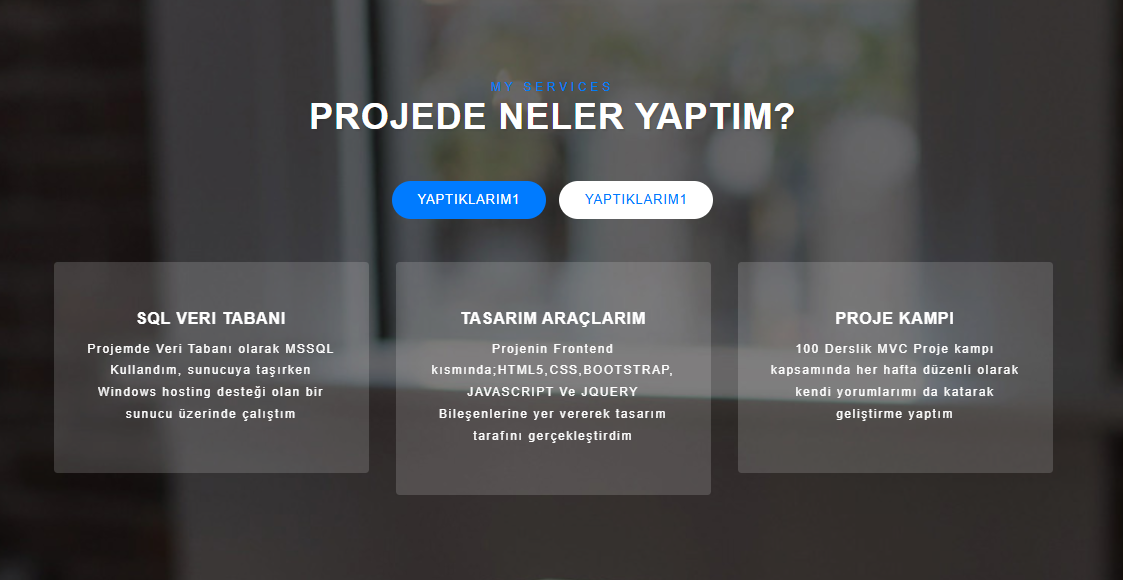 MY SERVICES
PROJEDE NELER YAPTIM?
YAPTIKLARIM1 YAPTIKLARIM1
SQL VERI TABANI
Projemde Veri Tabanı olarak MSSQL
Kullandım, sunucuya taşırken
Windows hosting desteği olan bir
sunucu üzerinde çalıştım
TASARIM ARAÇLARIM
Projenin Frontend
kısmında;HTML5,CSS,BOOTSTRAP,
JAVASCRIPT Ve JQUERY
Bileşenlerine yer vererek tasarım
tarafını gerçekleştirdim
PROJE KAMPI
100 Derslik MVC Proje kampı
kapsamında her hafta düzenli olarak
kendi yorumlarımı da katarak
geliştirme yaptım